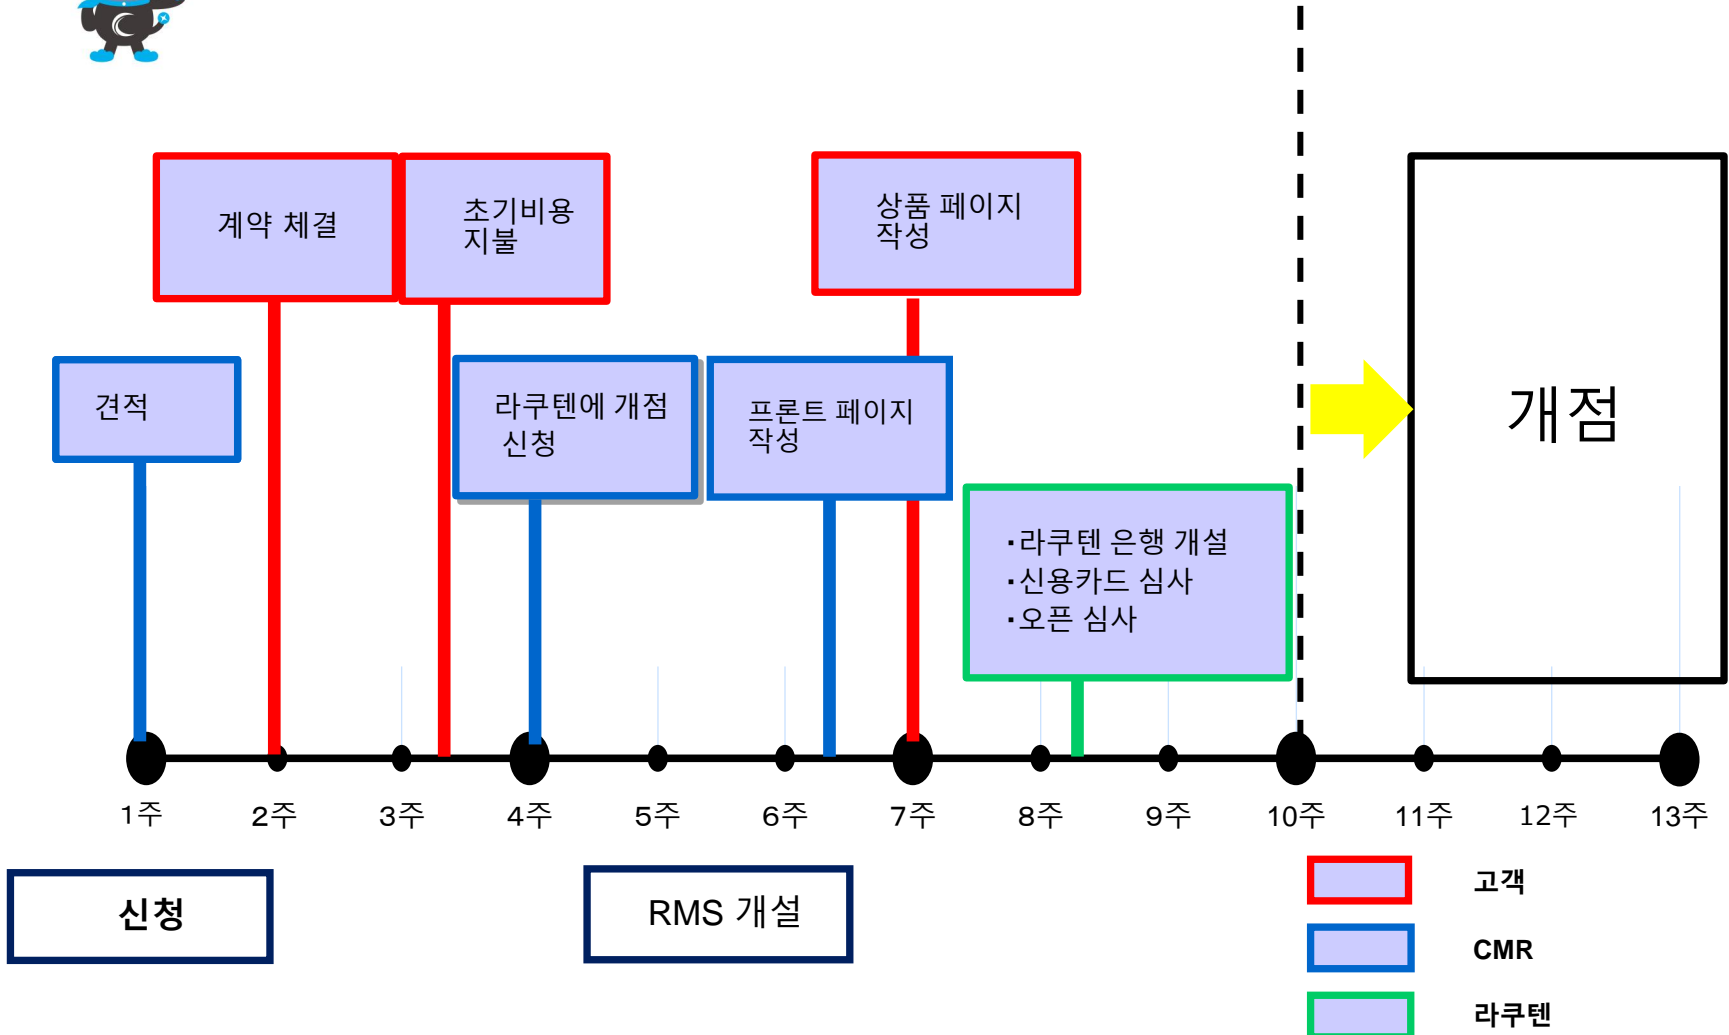 계약 체결
초기비용
지불
상품 페이지
작성
견적
라쿠텐에 개점
신청
프론트 페이지
작성
개점
·라쿠텐 은행 개설
·신용카드 심사
·오픈 심사
1주
2주
3주
4주
5주
6주
7주
8주
9주
10주
11주
12주
13주
신청
RMS 개설
고객
CMR
라쿠텐